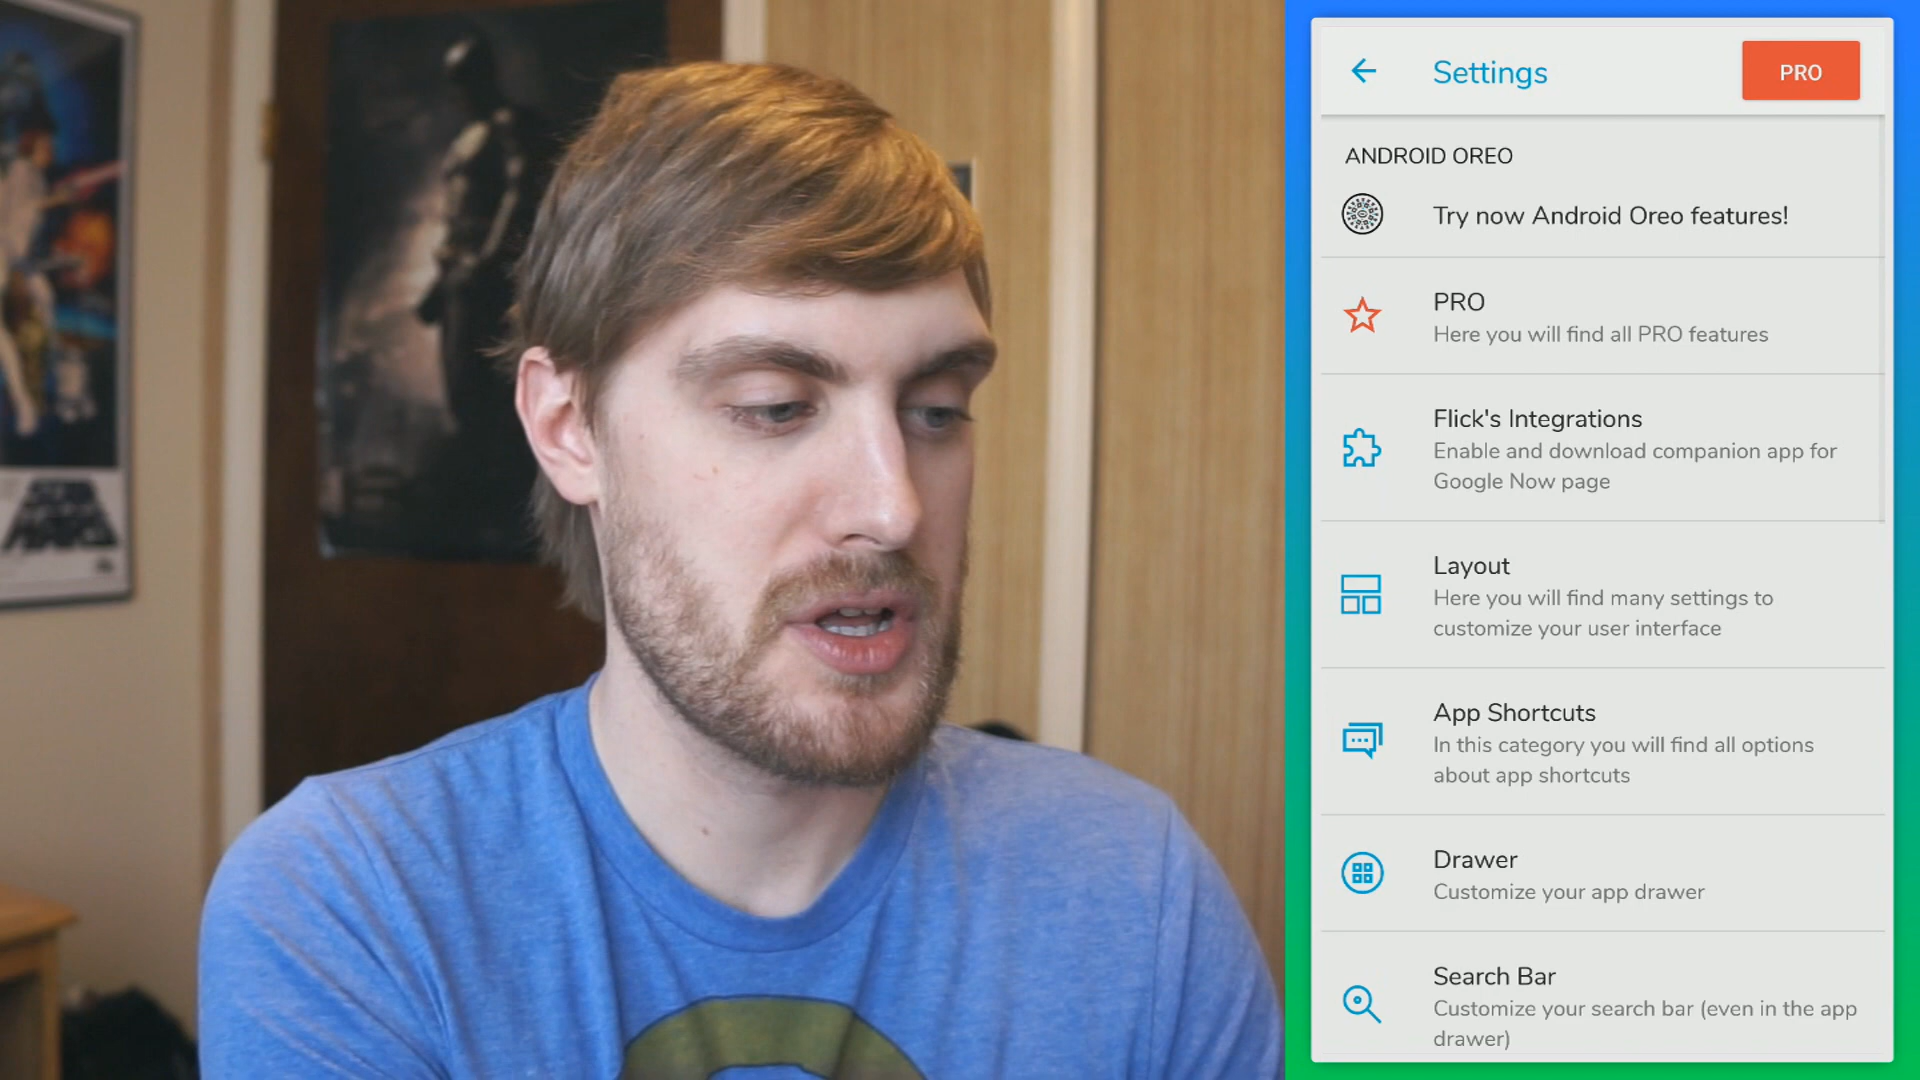 Settings
PRO
ANDROID OREO
Try now Android Oreo features!
PRO
Here you will find all PRO features
Flick's Integrations
Enable and download companion app for
Google Now page
Layout
Here you will find many settings to
customize your user interface
App Shortcuts
In this category you will find all options
about app shortcuts
Drawer
Customize your app drawer
Search Bar
Customize your search bar (even in the app
drawer)